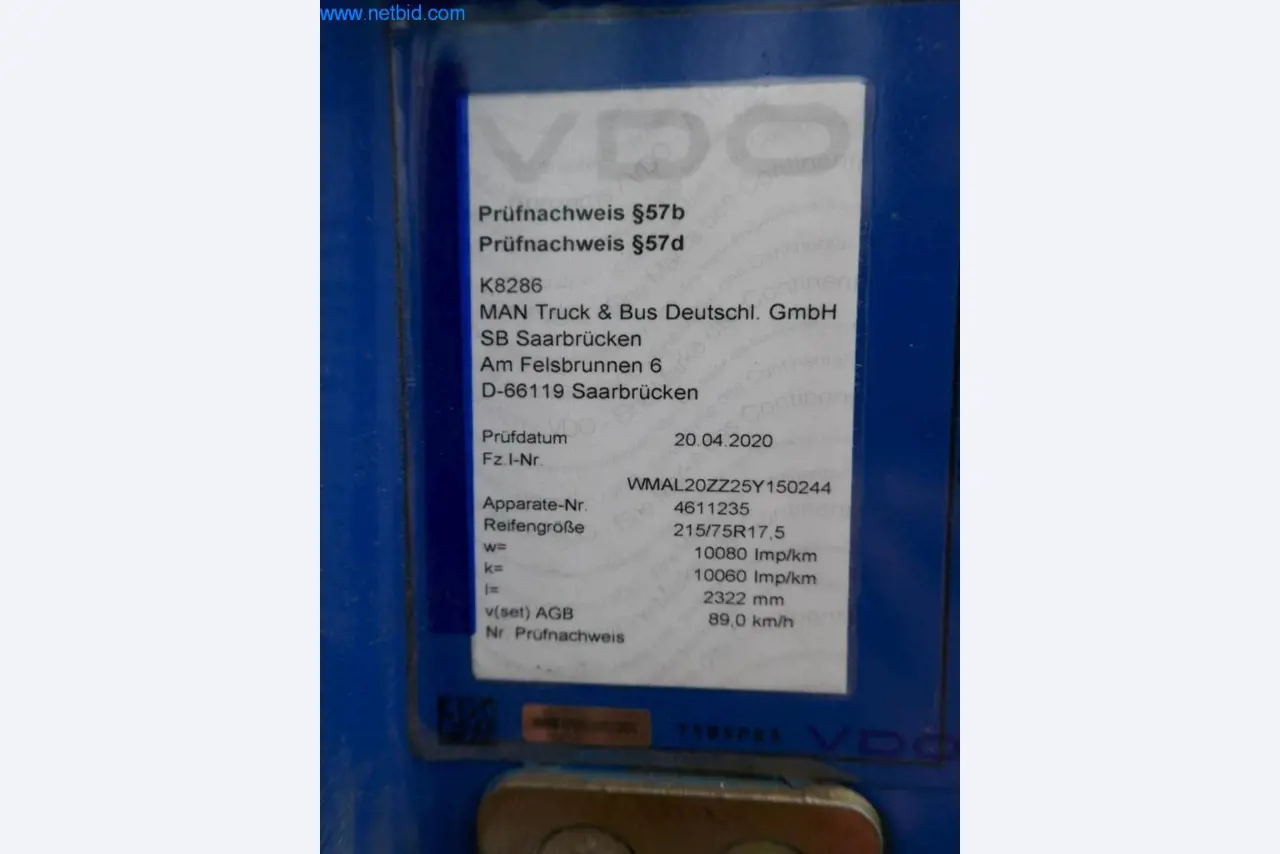 www.netbid.com
VDO
Prüfnachweis §57b
Prüfnachweis §57d
K8286
MAN Truck & Bus Deutschl. GmbH
SB Saarbrücken
Am Felsbrunnen 6
D-66119 Saarbrücken
Prüfdatum 20.04.2020
Fz.I-Nr.
WMAL20ZZ25Y150244
Apparate-Nr. 4611235
Reifengröße 215/75R17,5
w= 10080 Imp/km
k= 10060 Imp/km
l= 2322 mm
v(set) AGB 89,0 km/h
Nr. Prüfnachweis
VDO